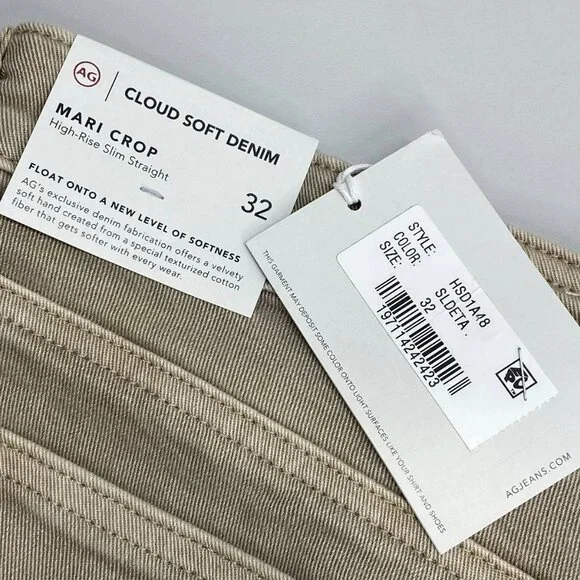 AG
CLOUD SOFT DENIM
MARI CROP
High-Rise Slim Straight
32
FLOAT ONTO A NEW LEVEL OF SOFTNESS
AG's exclusive denim fabrication offers a velvety
soft hand created from a special texturized cotton
fiber that gets softer with every wear.
STYLE: HSD1A48
COLOR: SLDETA .
SIZE: 32
197114242423
THIS GARMENT MAY DEPOSIT SOME COLOR ONTO LIGHT SURFACES LIKE YOUR SHIRT AND SHOES
AGJEANS.COM